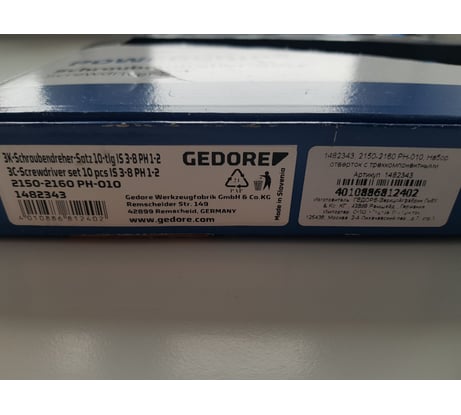 Schraubendre
3K-Schraubendreher-Satz 10-tlg IS 3-8 PH 1-2
3C-Screwdriver set 10 pcs IS 3-8 PH 1-2
2150-2160 PH-010
1482343
4010886812402
GEDORE
PAP
Gedore Werkzeugfabrik GmbH & Co.KG
Remscheider Str. 149
42899 Remscheid, GERMANY
www.gedore.com
Made in Slovenia
1482343, 2150-2160 PH-010, Набор
отверток с трехкомпонентными
Артикул: 1482343
4010886812402